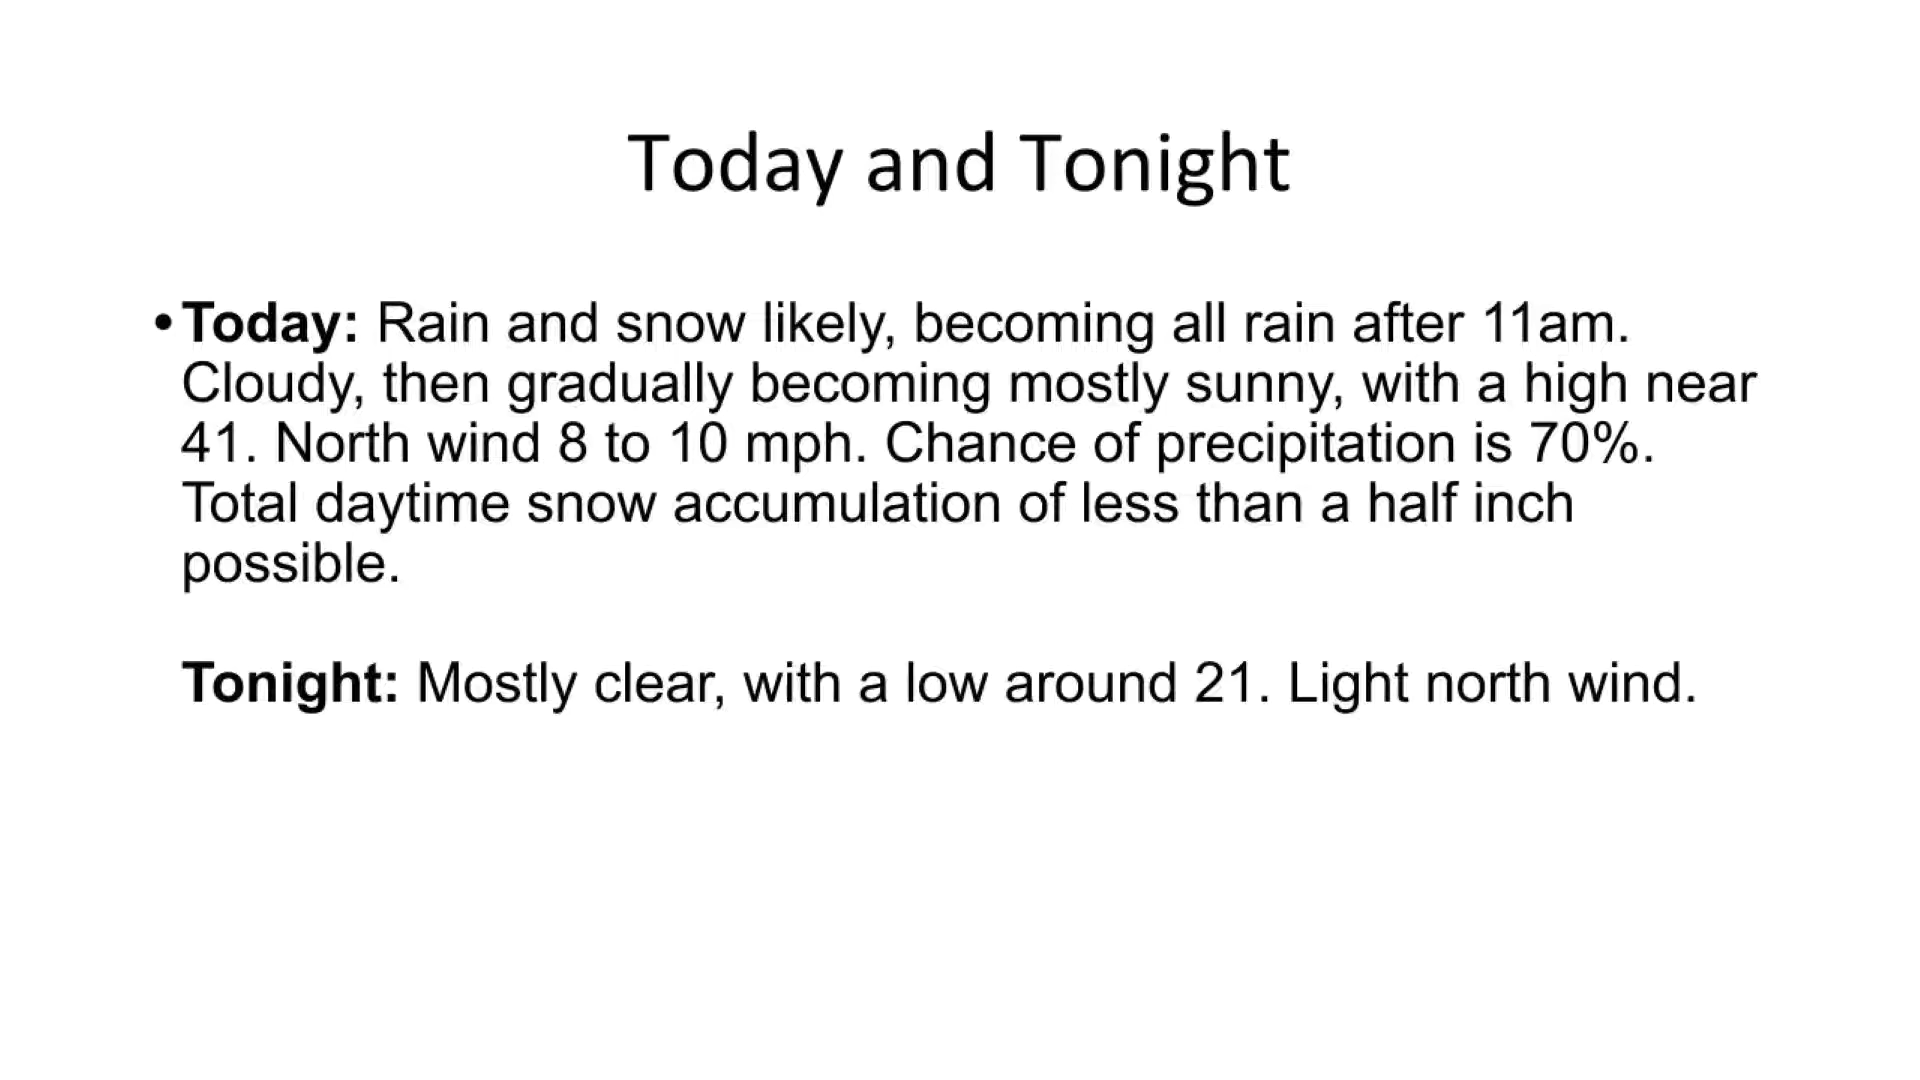 Today and Tonight
• Today: Rain and snow likely, becoming all rain after 11am.
Cloudy, then gradually becoming mostly sunny, with a high near
41. North wind 8 to 10 mph. Chance of precipitation is 70%.
Total daytime snow accumulation of less than a half inch
possible.
Tonight: Mostly clear, with a low around 21. Light north wind.